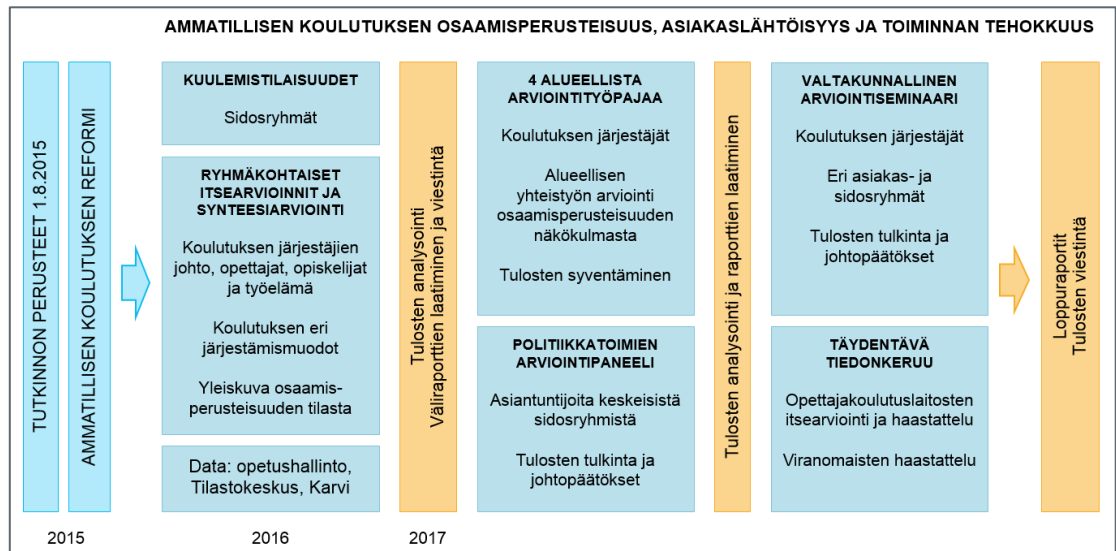 AMMATILLISEN KOULUTUKSEN OSAAMISPERUSTEISUUS, ASIAKASLÄHTÖISYYS JA TOIMINNAN TEHOKKUUS
TUTKINNON PERUSTEET 1.8.2015
AMMATILLISEN KOULUTUKSEN REFORMI
KUULEMISTILAISUUDET
Sidosryhmät
RYHMÄKOHTAISET
ITSEARVIOINNIT JA
SYNTEESIARVIOINTI
Koulutuksen järjestäjien
johto, opettajat, opiskelijat
ja työelämä
Koulutuksen eri
järjestämismuodot
Yleiskuva osaamis-
perusteisuuden tilasta
Data: opetushallinto,
Tilastokeskus, Karvi
Tulosten analysointi
Väliraporttien laatiminen ja viestintä
4 ALUEELLISTA
ARVIOINTITYÖPAJAA
Koulutuksen järjestäjät
Alueellisen
yhteistyön arviointi
osaamisperusteisuuden
näkökulmasta
Tulosten syventäminen
POLITIIKKATOIMIEN
ARVIOINTIPANEELI
Asiantuntijoita keskeisistä
sidosryhmistä
Tulosten tulkinta ja
johtopäätökset
Tulosten analysointi ja raporttien laatiminen
VALTAKUNNALLINEN
ARVIOINTISEMINAARI
Koulutuksen järjestäjät
Eri asiakas- ja
sidosryhmät
Tulosten tulkinta ja
johtopäätökset
TÄYDENTÄVÄ
TIEDONKERUU
Opettajakoulutuslaitosten
itsearviointi ja haastattelu
Viranomaisten haastattelu
Loppuraportit
Tulosten viestintä
2015
2016
2017